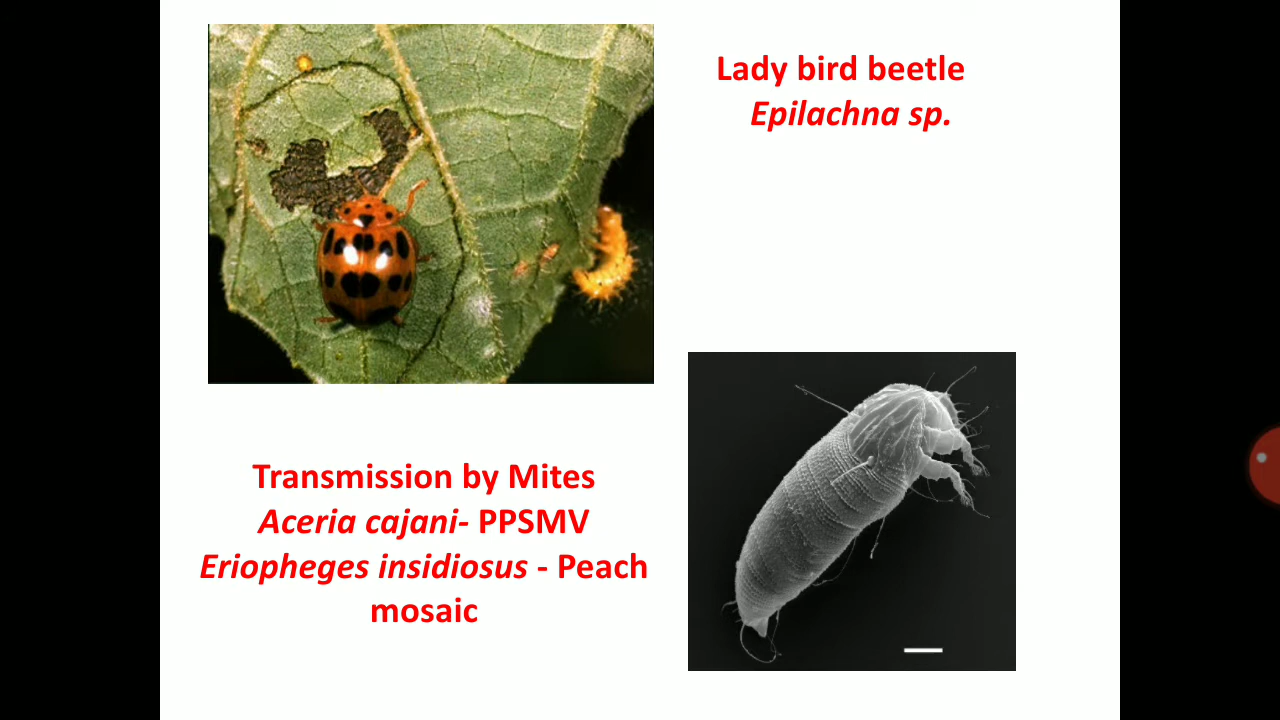 Lady bird beetle
Epilachna sp.
Transmission by Mites
Aceria cajani- PPSMV
Eriopheges insidiosus - Peach
mosaic